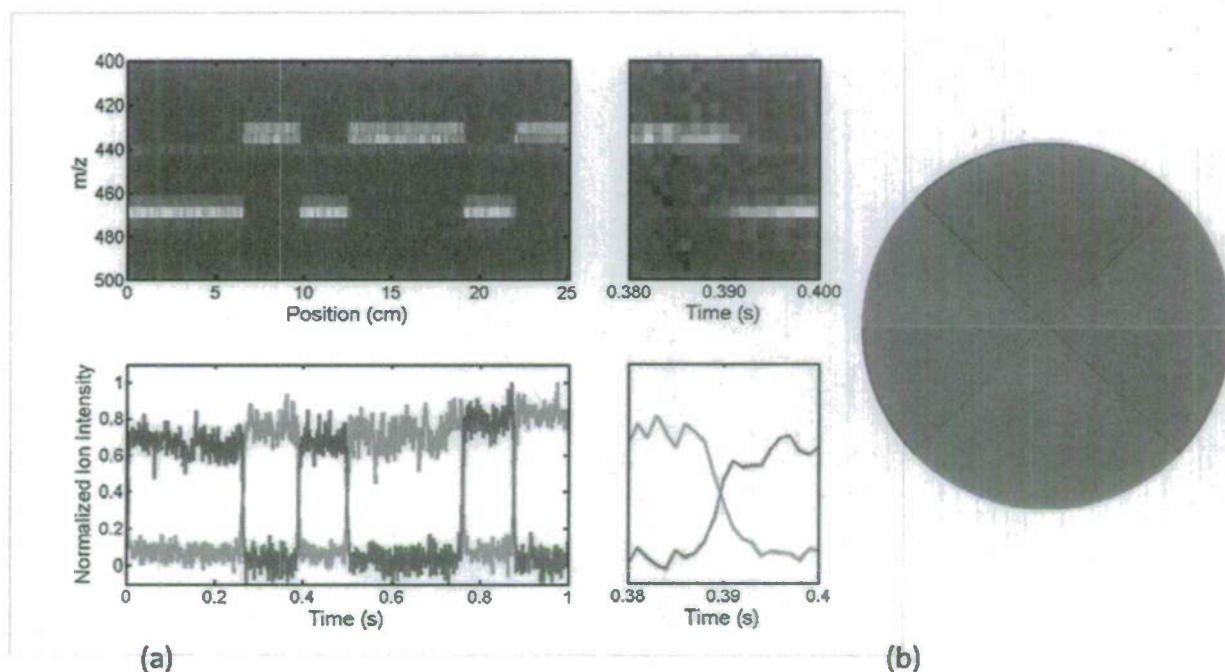 400
420
440
460
480
500
m/z
0 5 10 15 20 25
Position (cm)
0.380 0.390 0.400
Time (s)
1
0.8
0.6
0.4
0.2
0
Normalized Ion Intensity
0 0.2 0.4 0.6 0.8 1
Time (s)
0.38 0.39 0.4
Time (s)
(a)
(b)